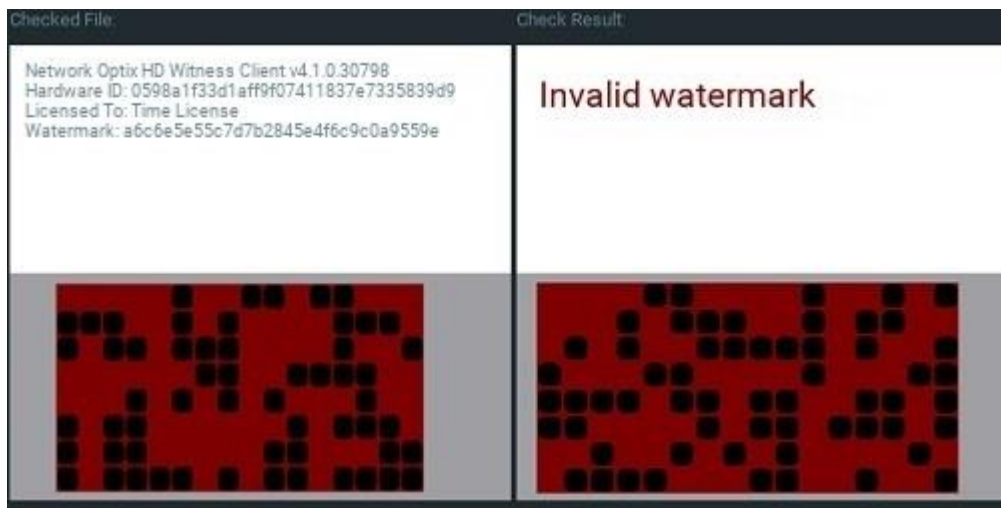 Checked File:
Check Result:
Network Optix HD Witness Client v4.1.0.30798
Hardware ID: 0598a1f33d1aff9f07411837e7335839d9
Licensed To: Time License
Watermark: a6c6e5e55c7d7b2845e4f6c9c0a9559e
Invalid watermark